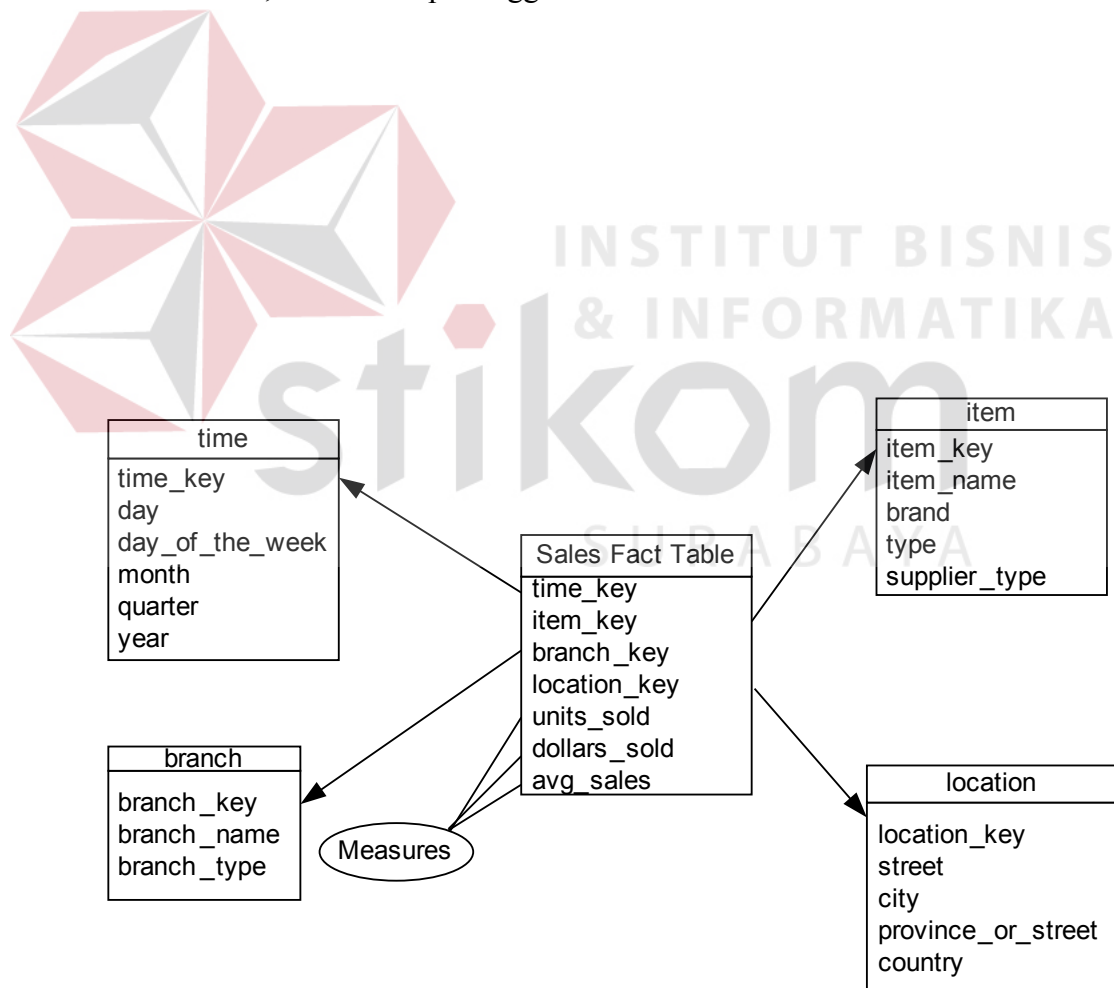 INSTITUT BISNIS
& INFORMATIKA
stikom
SURABAYA
time
time_key
day
day_of_the_week
month
quarter
year
item
item_key
item_name
brand
type
supplier_type
Sales Fact Table
time_key
item_key
branch_key
location_key
units_sold
dollars_sold
avg_sales
branch
branch_key
branch_name
branch_type
Measures
location
location_key
street
city
province_or_street
country